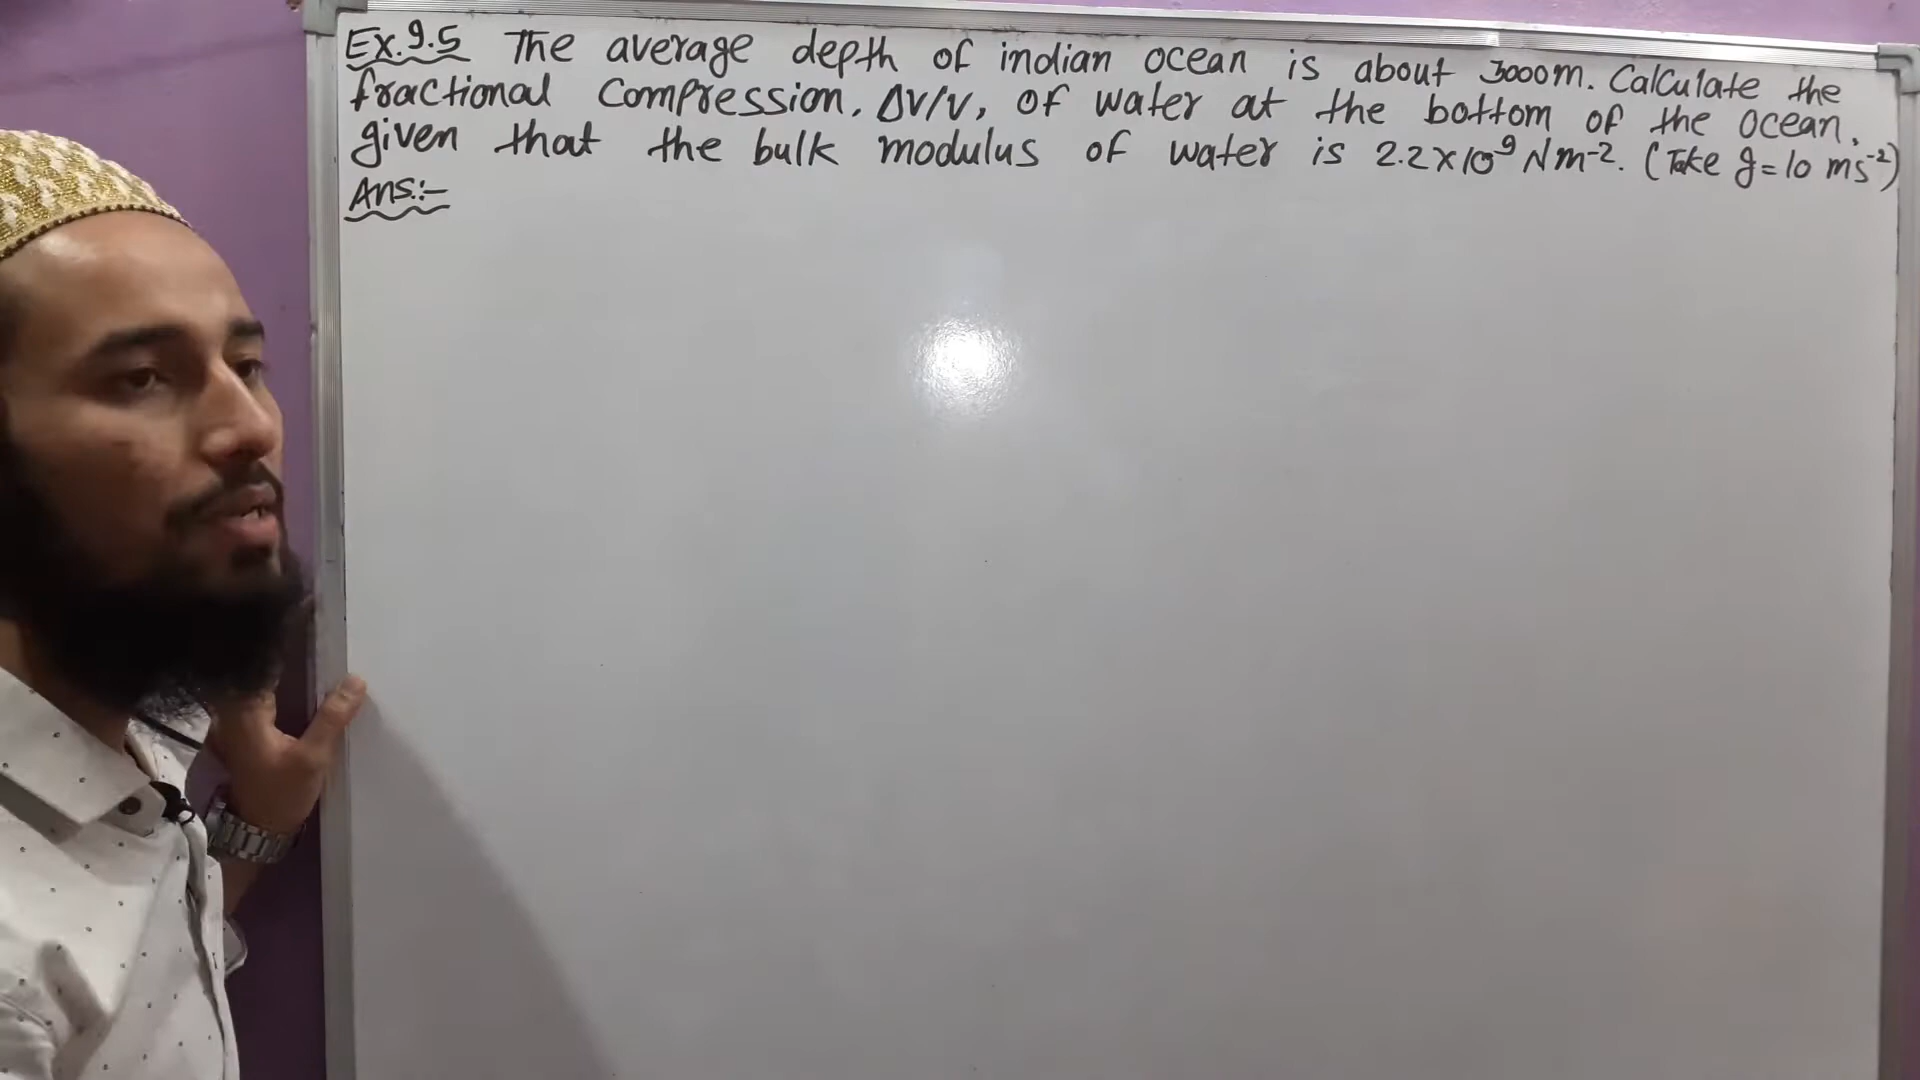 Ex.9.5 The average depth of indian ocean is about 3000m. Calculate the
fractional Compression, ΔV/V, of water at the bottom of the ocean,
given that the bulk modulus of water is 2.2×10⁹ Nm⁻². (Take g=10 ms⁻²)
Ans:-